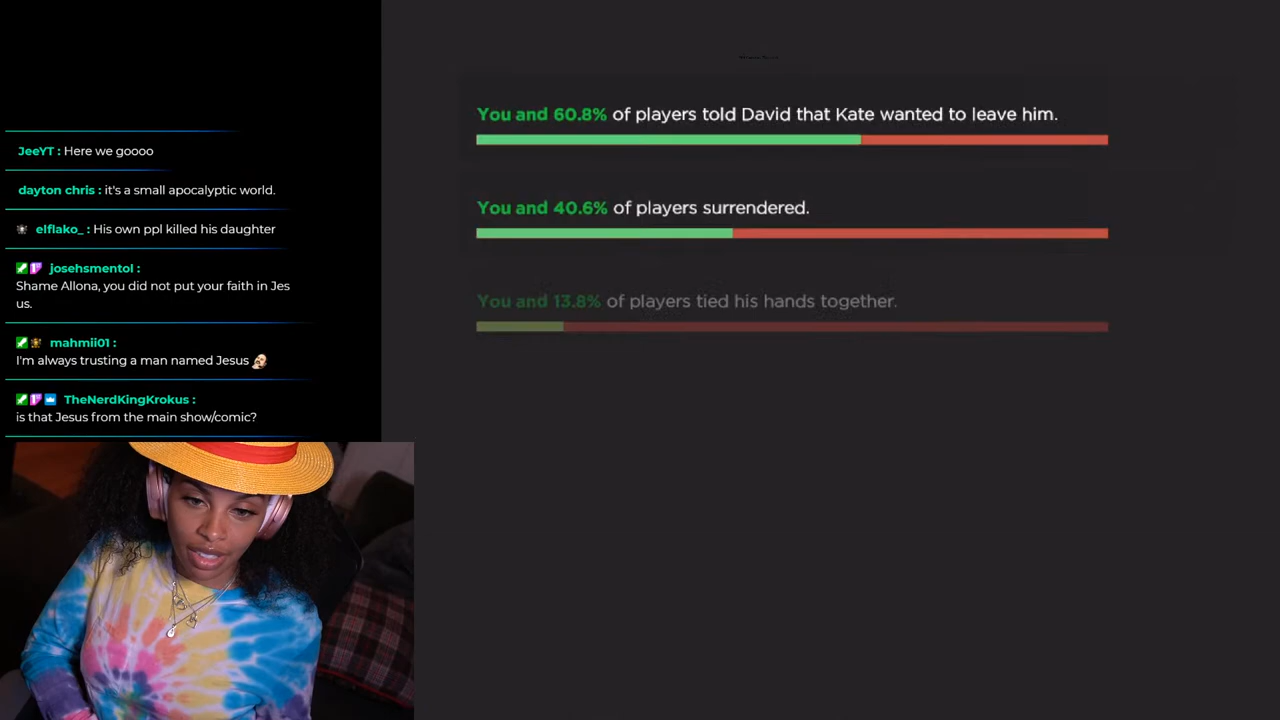 JeeYT : Here we goooo
dayton chris : it's a small apocalyptic world.
elflako_ : His own ppl killed his daughter
josehsmentol :
Shame Allona, you did not put your faith in Jes
us.
mahmii01 :
I'm always trusting a man named Jesus
TheNerdKingKrokus :
is that Jesus from the main show/comic?
You and 60.8% of players told David that Kate wanted to leave him.
You and 40.6% of players surrendered.
You and 13.8% of players tied his hands together.